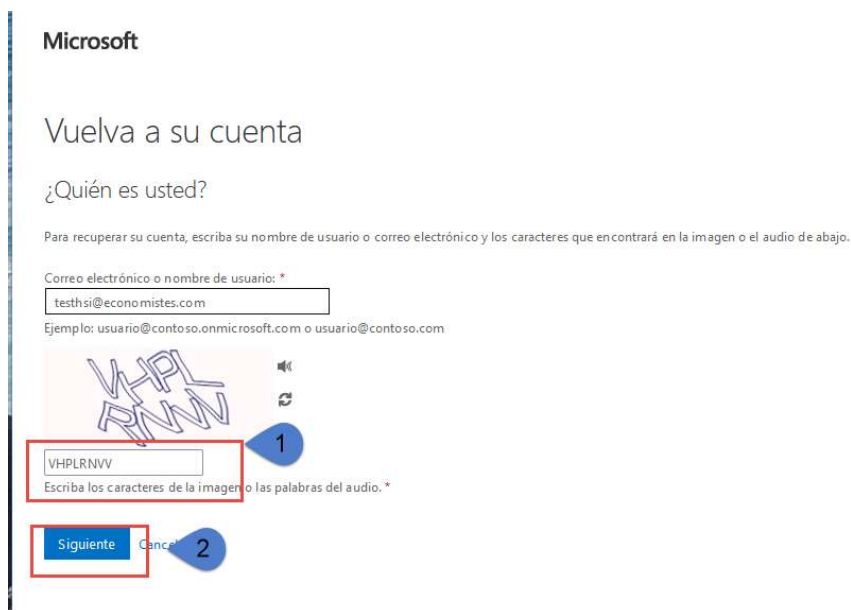 Microsoft
Vuelva a su cuenta
¿Quién es usted?
Para recuperar su cuenta, escriba su nombre de usuario o correo electrónico y los caracteres que encontrará en la imagen o el audio de abajo.
Correo electrónico o nombre de usuario: *
testhsi@economistes.com
Ejemplo: usuario@contoso.onmicrosoft.com o usuario@contoso.com
VHPL
RNVV
1
VHPLRNVV
Escriba los caracteres de la imagen o las palabras del audio. *
Siguiente
2